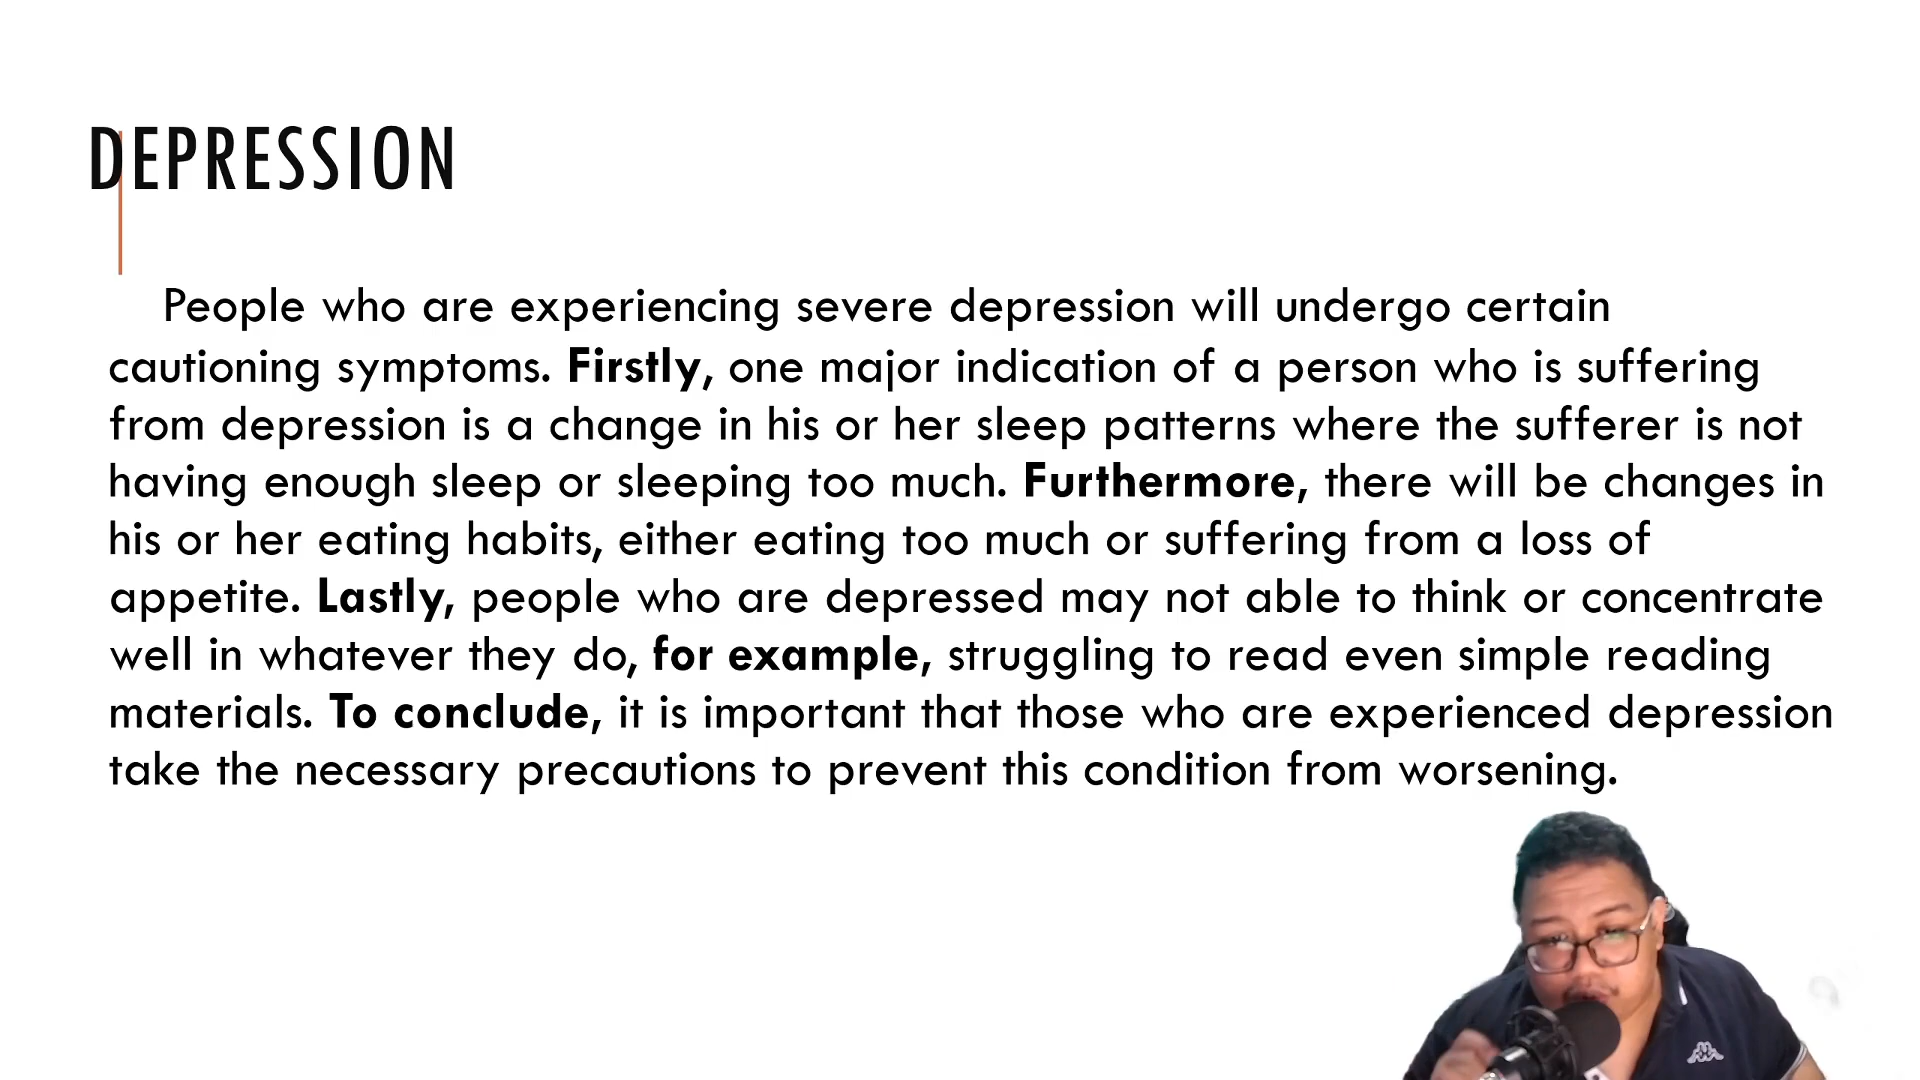 DEPRESSION
People who are experiencing severe depression will undergo certain
cautioning symptoms. Firstly, one major indication of a person who is suffering
from depression is a change in his or her sleep patterns where the sufferer is not
having enough sleep or sleeping too much. Furthermore, there will be changes in
his or her eating habits, either eating too much or suffering from a loss of
appetite. Lastly, people who are depressed may not able to think or concentrate
well in whatever they do, for example, struggling to read even simple reading
materials. To conclude, it is important that those who are experienced depression
take the necessary precautions to prevent this condition from worsening.